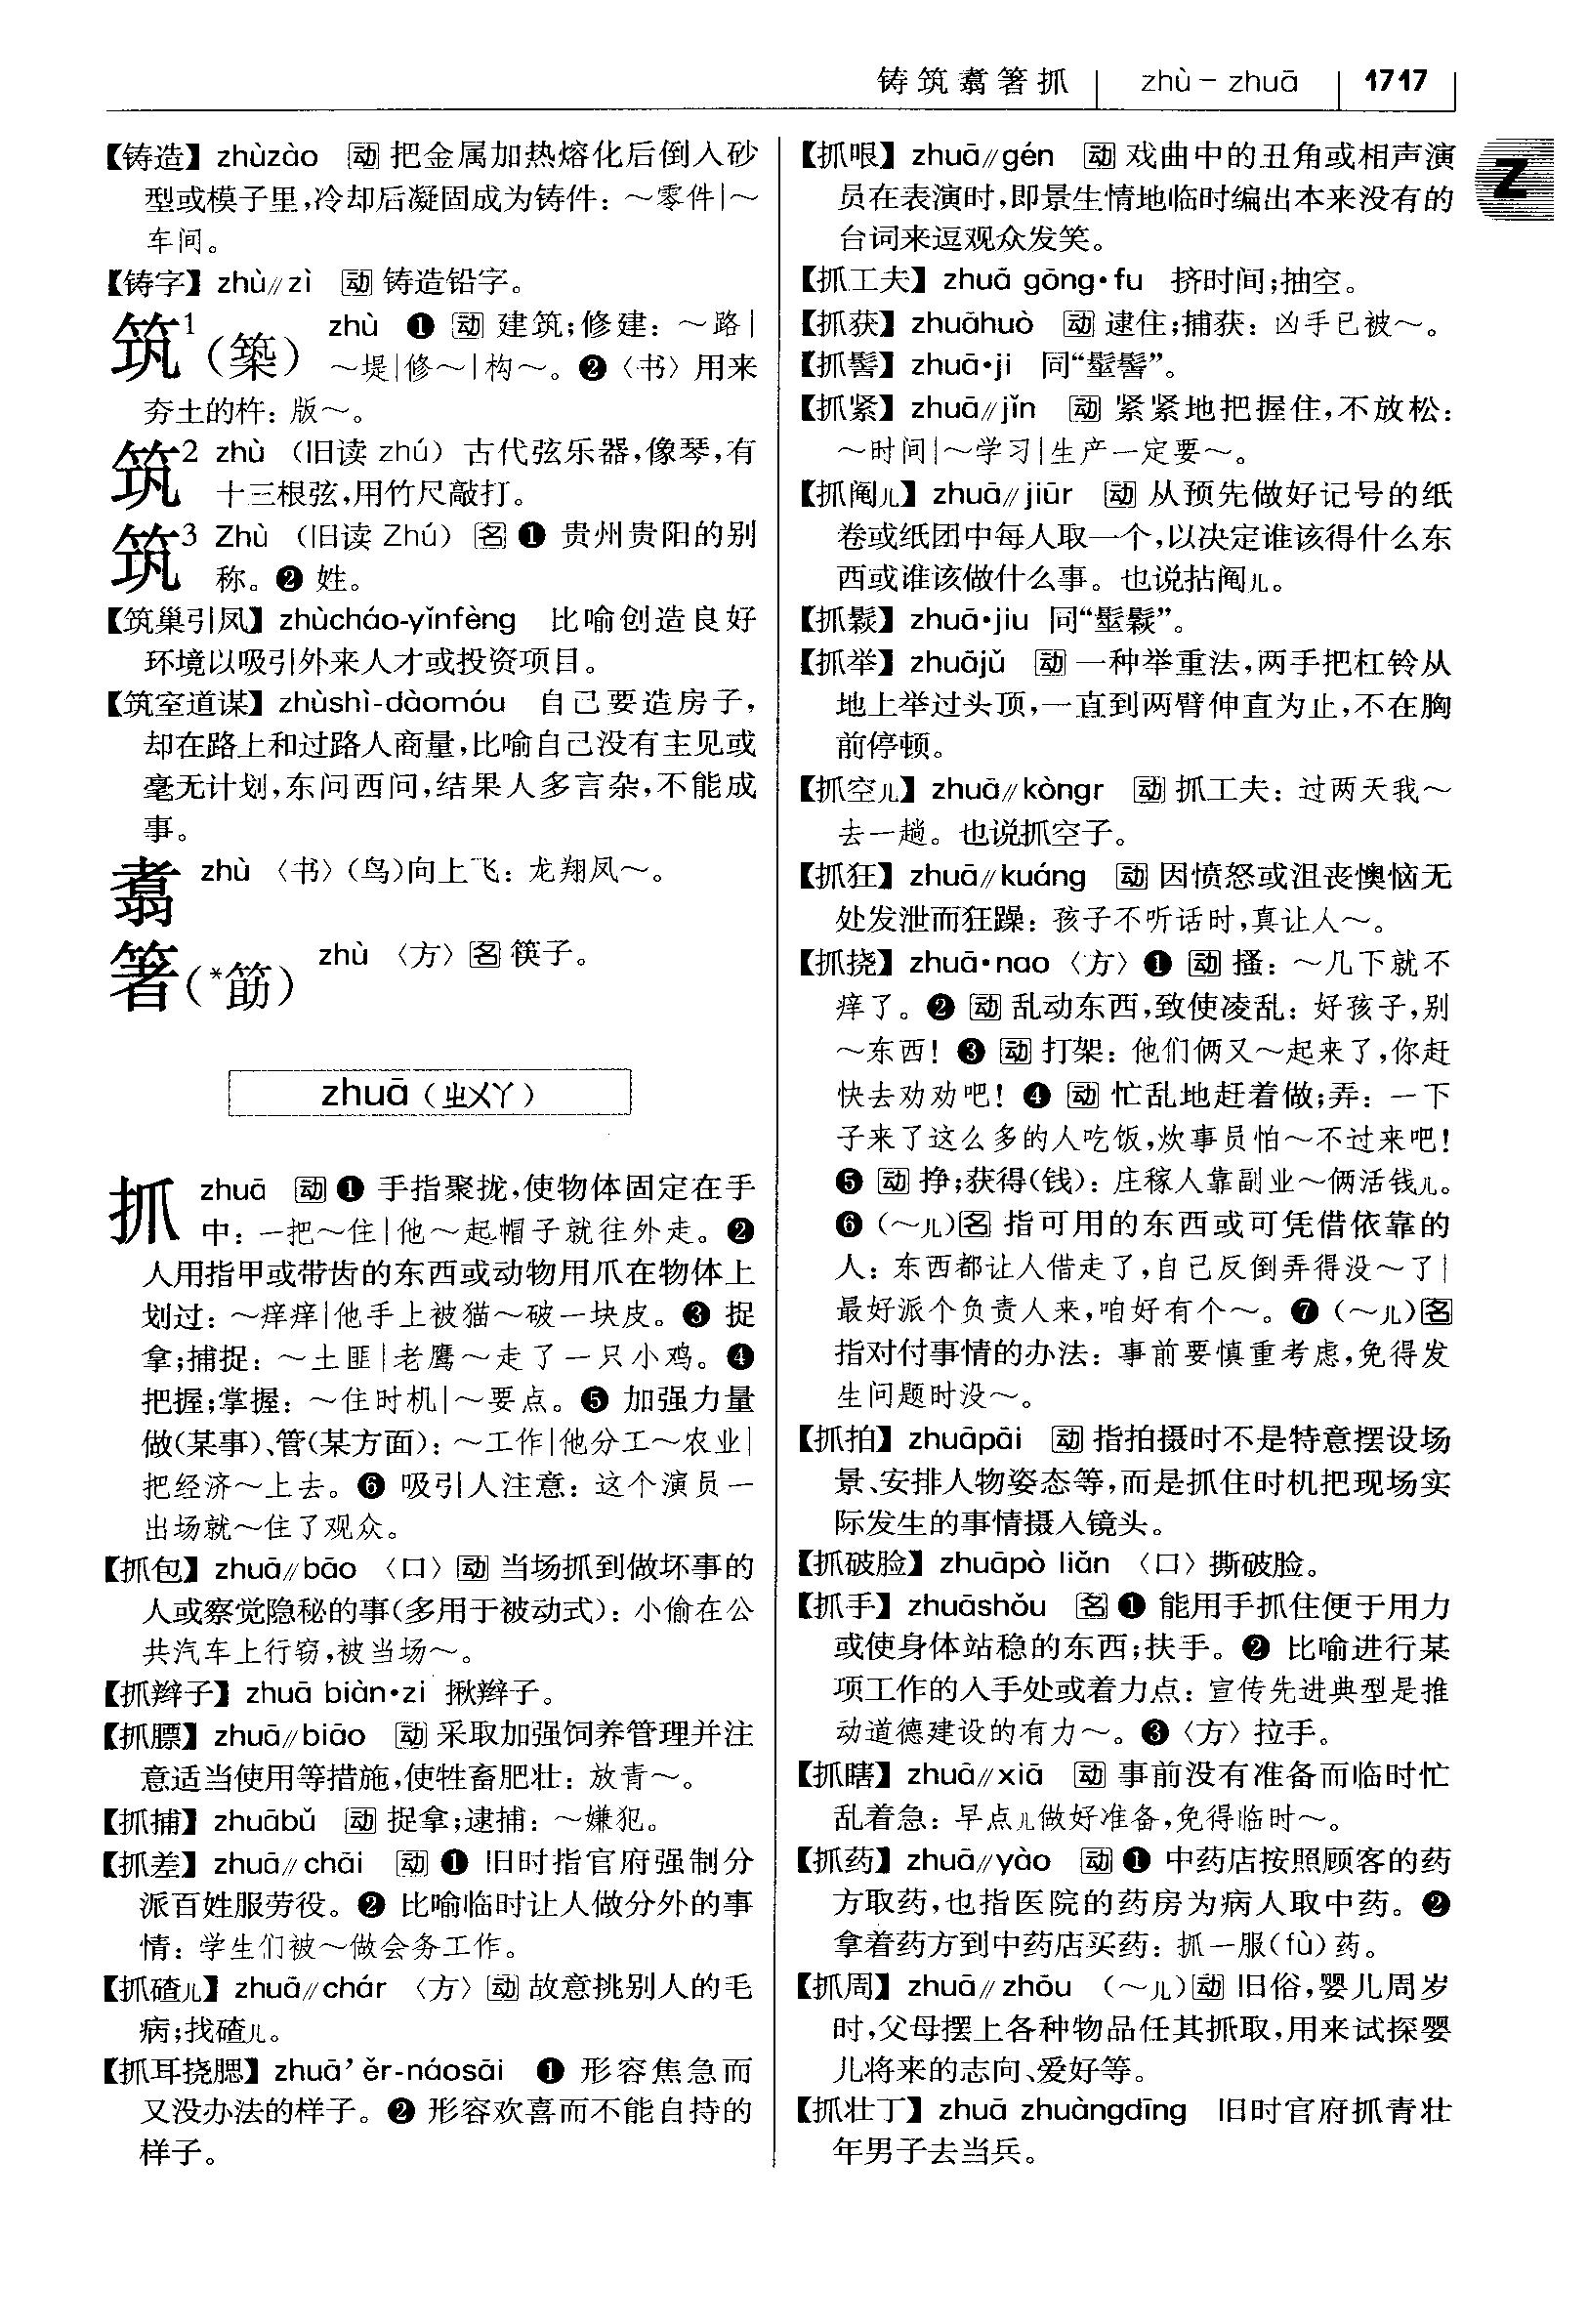 铸筑翥箸抓 | zhù－zhuā | 1717
Z
【铸造】zhùzào 动 把金属加热熔化后倒入砂
型或模子里,冷却后凝固成为铸件：～零件|～
车间。
【铸字】zhù∥zì 动 铸造铅字。
筑1(築) zhù ❶ 动 建筑;修建：～路|
～堤|修～|构～。❷〈书〉用来
夯土的杵：版～。
筑2 zhù （旧读 zhú）古代弦乐器,像琴,有
十三根弦,用竹尺敲打。
筑3 Zhù （旧读 Zhú）名 ❶ 贵州贵阳的别
称。❷ 姓。
【筑巢引凤】zhùcháo-yǐnfèng 比喻创造良好
环境以吸引外来人才或投资项目。
【筑室道谋】zhùshì-dàomóu 自己要造房子,
却在路上和过路人商量,比喻自己没有主见或
毫无计划,东问西问,结果人多言杂,不能成
事。
翥 zhù 〈书〉(鸟)向上飞：龙翔凤～。
箸(*筯) zhù 〈方〉名 筷子。
zhuā（ㄓㄨㄚ）
抓 zhuā 动 ❶ 手指聚拢,使物体固定在手
中：一把～住|他～起帽子就往外走。❷
人用指甲或带齿的东西或动物用爪在物体上
划过：～痒痒|他手上被猫～破一块皮。❸ 捉
拿;捕捉：～土匪|老鹰～走了一只小鸡。❹
把握;掌握：～住时机|～要点。❺ 加强力量
做(某事)、管(某方面)：～工作|他分工～农业|
把经济～上去。❻ 吸引人注意：这个演员一
出场就～住了观众。
【抓包】zhuā∥bāo 〈口〉动 当场抓到做坏事的
人或察觉隐秘的事(多用于被动式)：小偷在公
共汽车上行窃,被当场～。
【抓辫子】zhuā biàn•zi 揪辫子。
【抓膘】zhuā∥biāo 动 采取加强饲养管理并注
意适当使用等措施,使牲畜肥壮：放青～。
【抓捕】zhuābǔ 动 捉拿;逮捕：～嫌犯。
【抓差】zhuā∥chāi 动 ❶ 旧时指官府强制分
派百姓服劳役。❷ 比喻临时让人做分外的事
情：学生们被～做会务工作。
【抓碴儿】zhuā∥chár 〈方〉动 故意挑别人的毛
病;找碴儿。
【抓耳挠腮】zhuā’ěr-náosāi ❶ 形容焦急而
又没办法的样子。❷ 形容欢喜而不能自持的
样子。
【抓哏】zhuā∥gén 动 戏曲中的丑角或相声演
员在表演时,即景生情地临时编出本来没有的
台词来逗观众发笑。
【抓工夫】zhuā gōng•fu 挤时间;抽空。
【抓获】zhuāhuò 动 逮住;捕获：凶手已被～。
【抓髻】zhuā•ji 同“髽髻”。
【抓紧】zhuā∥jǐn 动 紧紧地把握住,不放松：
～时间|～学习|生产一定要～。
【抓阄儿】zhuā∥jiūr 动 从预先做好记号的纸
卷或纸团中每人取一个,以决定谁该得什么东
西或谁该做什么事。也说拈阄儿。
【抓鬏】zhuā•jiu 同“髽鬏”。
【抓举】zhuājǔ 动 一种举重法,两手把杠铃从
地上举过头顶,一直到两臂伸直为止,不在胸
前停顿。
【抓空儿】zhuā∥kòngr 动 抓工夫：过两天我～
去一趟。也说抓空子。
【抓狂】zhuā∥kuáng 动 因愤怒或沮丧懊恼无
处发泄而狂躁：孩子不听话时,真让人～。
【抓挠】zhuā•nao〈方〉❶ 动 搔：～几下就不
痒了。❷ 动 乱动东西,致使凌乱：好孩子,别
～东西！❸ 动 打架：他们俩又～起来了,你赶
快去劝劝吧！❹ 动 忙乱地赶着做;弄：一下
子来了这么多的人吃饭,炊事员怕～不过来吧！
❺ 动 挣;获得(钱)：庄稼人靠副业～俩活钱儿。
❻ (～儿)名 指可用的东西或可凭借依靠的
人：东西都让人借走了,自己反倒弄得没～了|
最好派个负责人来,咱好有个～。❼ (～儿)名
指对付事情的办法：事前要慎重考虑,免得发
生问题时没～。
【抓拍】zhuāpāi 动 指拍摄时不是特意摆设场
景、安排人物姿态等,而是抓住时机把现场实
际发生的事情摄入镜头。
【抓破脸】zhuāpò liǎn 〈口〉撕破脸。
【抓手】zhuāshǒu 名 ❶ 能用手抓住便于用力
或使身体站稳的东西;扶手。❷ 比喻进行某
项工作的入手处或着力点：宣传先进典型是推
动道德建设的有力～。❸〈方〉拉手。
【抓瞎】zhuā∥xiā 动 事前没有准备而临时忙
乱着急：早点儿做好准备,免得临时～。
【抓药】zhuā∥yào 动 ❶ 中药店按照顾客的药
方取药,也指医院的药房为病人取中药。❷
拿着药方到中药店买药：抓一服(fù)药。
【抓周】zhuā∥zhōu (～儿)动 旧俗,婴儿周岁
时,父母摆上各种物品任其抓取,用来试探婴
儿将来的志向、爱好等。
【抓壮丁】zhuā zhuàngdīng 旧时官府抓青壮
年男子去当兵。